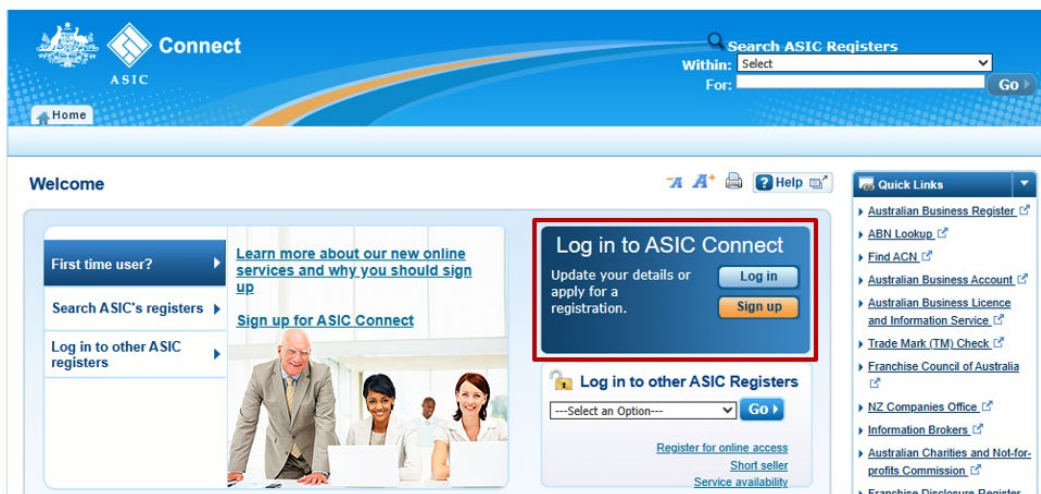 Connect
ASIC
Search ASIC Registers
Within: Select
For:
Go
Home
Welcome
-A A+ Help
First time user?
Search ASIC's registers
Log in to other ASIC
registers
Learn more about our new online
services and why you should sign
up
Sign up for ASIC Connect
Log in to ASIC Connect
Update your details or
apply for a
registration.
Log in
Sign up
Log in to other ASIC Registers
---Select an Option---
Go
Register for online access
Short seller
Service availability
Quick Links
Australian Business Register
ABN Lookup
Find ACN
Australian Business Account
Australian Business Licence
and Information Service
Trade Mark (TM) Check
Franchise Council of Australia
NZ Companies Office
Information Brokers
Australian Charities and Not-for-
profits Commission
Franchise Disclosure Register